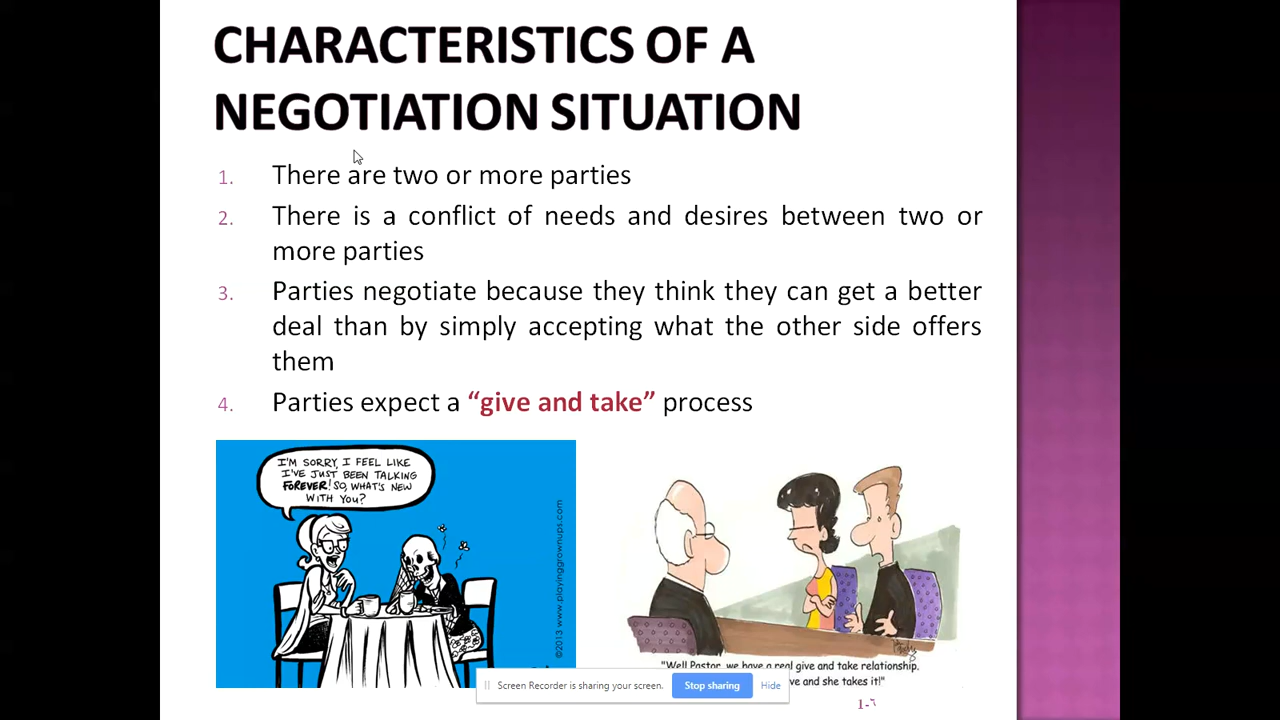 CHARACTERISTICS OF A
NEGOTIATION SITUATION
1. There are two or more parties
2. There is a conflict of needs and desires between two or
more parties
3. Parties negotiate because they think they can get a better
deal than by simply accepting what the other side offers
them
4. Parties expect a “give and take” process
I'M SORRY, I FEEL LIKE
I'VE JUST BEEN TALKING
FOREVER! SO, WHAT'S NEW
WITH YOU?
©2013 www.playinggrownups.com
"Well Pastor, we have a real give and take relationship.
ve and she takes it!"
Screen Recorder is sharing your screen.
Stop sharing
Hide
1-